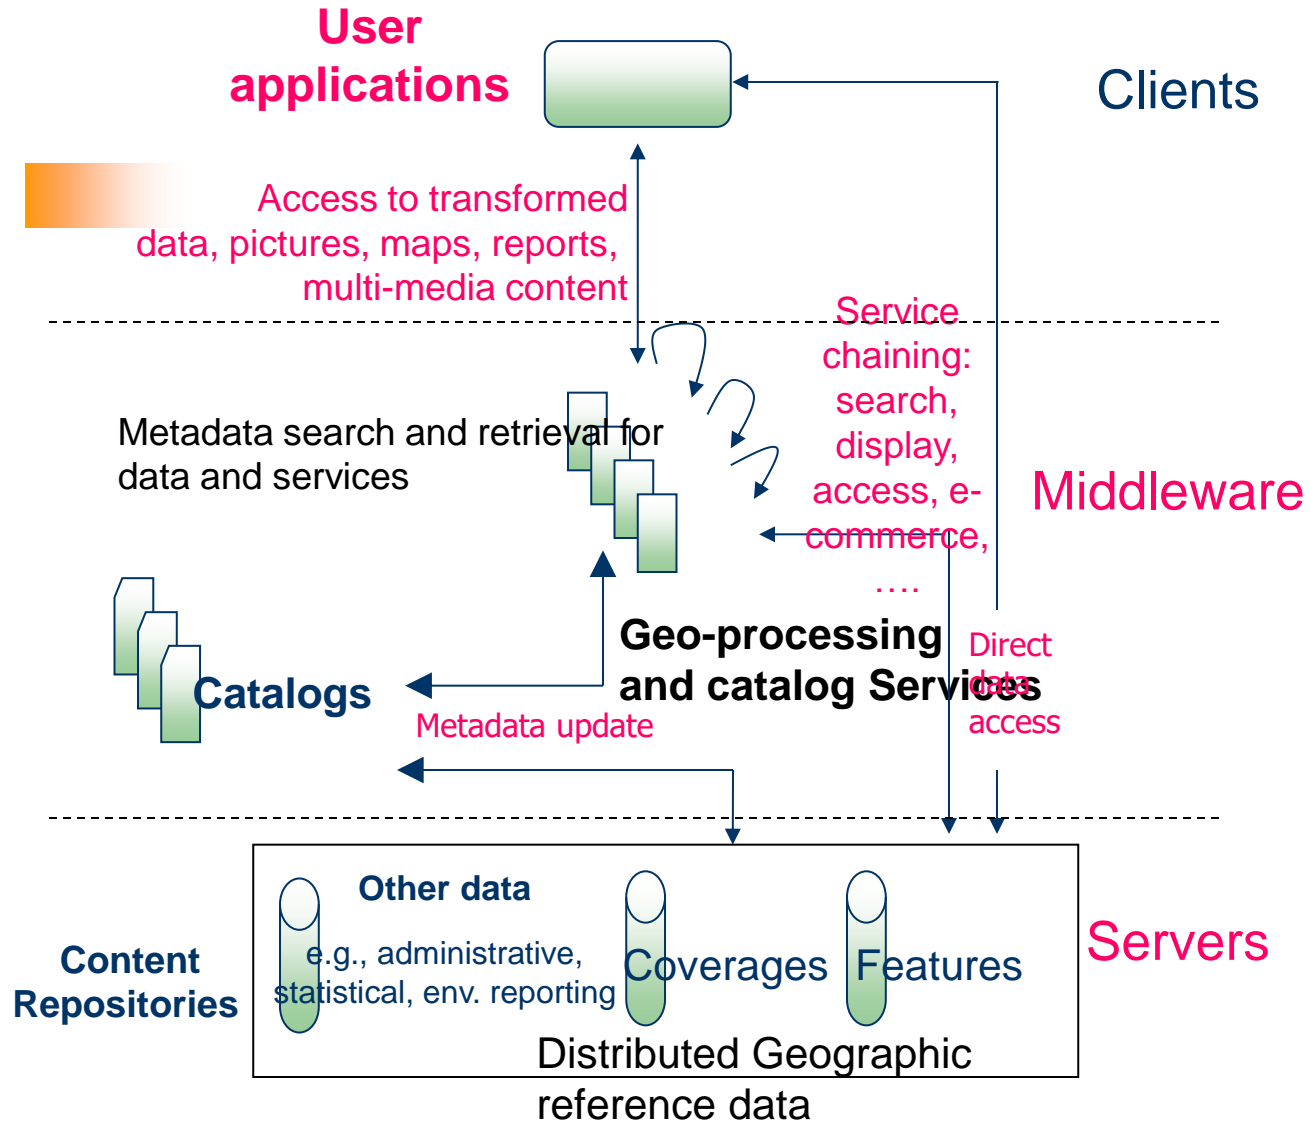 User
applications
Clients
Access to transformed
data, pictures, maps, reports,
multi-media content
Service
chaining:
search,
display,
access, e-
commerce,
….
Metadata search and retrieval for
data and services
Middleware
Geo-processing
and catalog Services
Direct
data
access
Catalogs
Metadata update
Other data
e.g., administrative,
statistical, env. reporting
Coverages
Features
Servers
Content
Repositories
Distributed Geographic
reference data